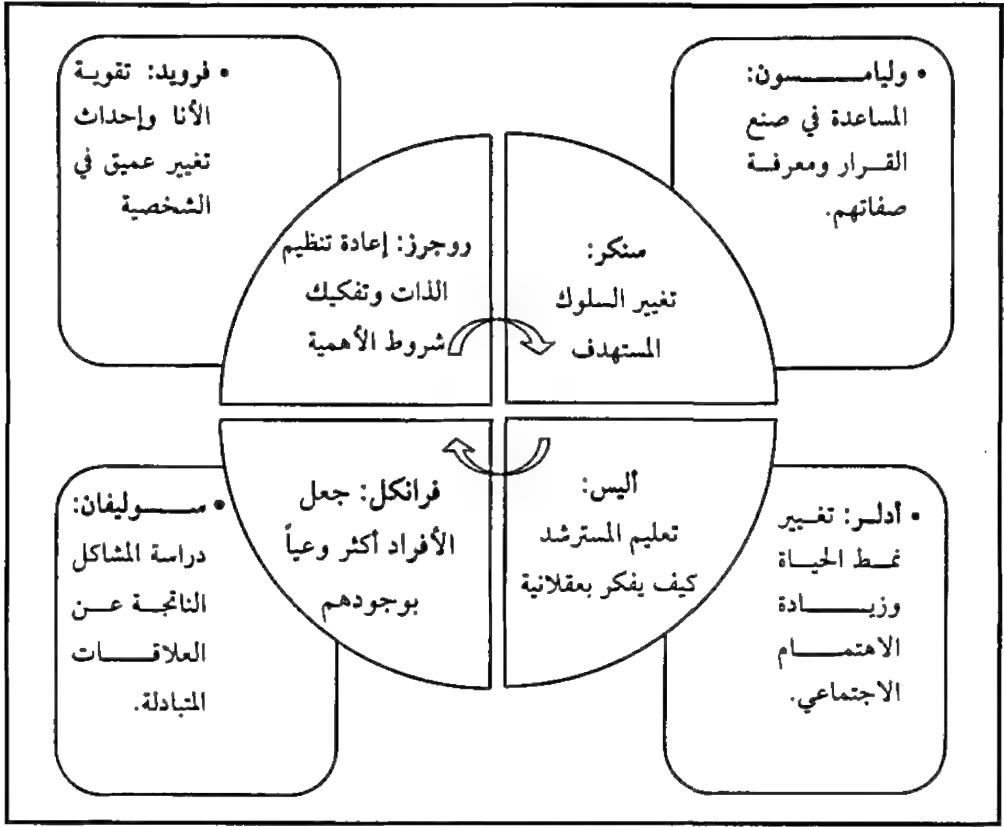 • وليامسون:
المساعدة في صنع
القرار ومعرفة
صفاتهم.
• فرويد: تقوية
الأنا وإحداث
تغيير عميق في
الشخصية
سنكر:
تغيير السلوك
المستهدف
روجرز: إعادة تنظيم
الذات وتفكيك
شروط الأهمية
أليس:
تعليم المسترشد
كيف يفكر بعقلانية
فرانكل: جعل
الأفراد أكثر وعياً
بوجودهم
• أدلر: تغيير
نمط الحياة
وزيادة
الاهتمام
الاجتماعي.
• سوليفان:
دراسة المشاكل
الناتجة عن
العلاقات
المتبادلة.